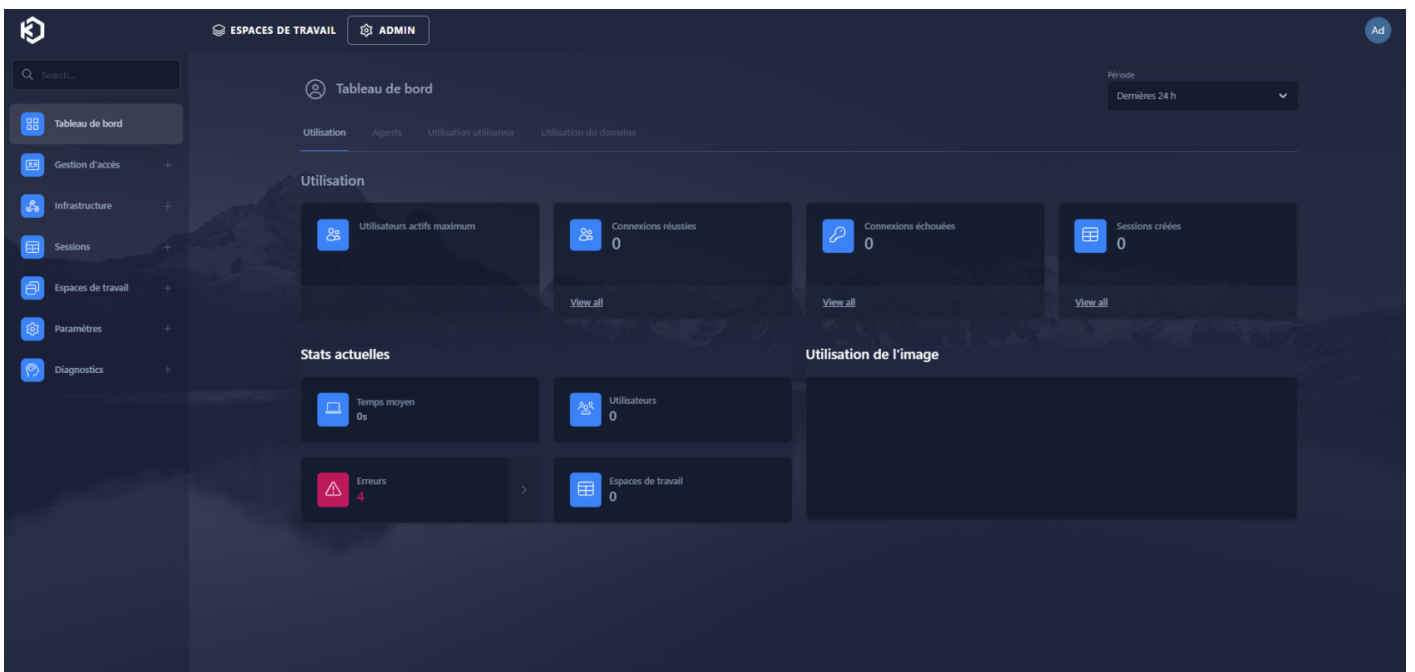 ESPACES DE TRAVAIL
ADMIN
Ad
Search...
Tableau de bord
Gestion d'accès
Infrastructure
Sessions
Espaces de travail
Paramètres
Diagnostics
Tableau de bord
Période
Dernières 24 h
Utilisation Agents Utilisation utilisateur Utilisation du domaine
Utilisation
Utilisateurs actifs maximum
Connexions réussies
0
View all
Connexions échouées
0
View all
Sessions créées
0
View all
Stats actuelles
Temps moyen
0s
Utilisateurs
0
Erreurs
4
Espaces de travail
0
Utilisation de l'image